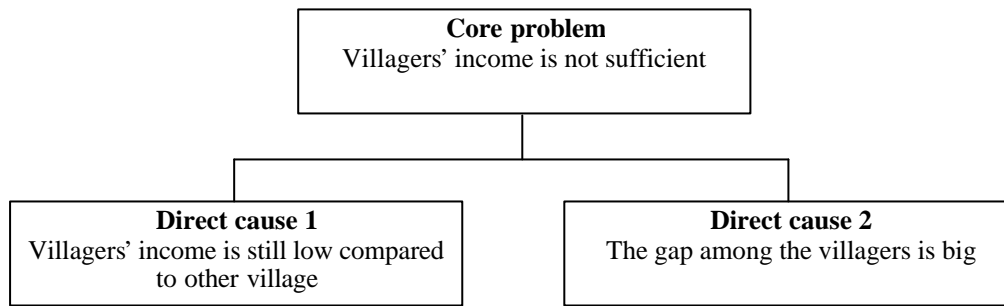 Core problem
Villagers’ income is not sufficient
Direct cause 1
Villagers’ income is still low compared
to other village
Direct cause 2
The gap among the villagers is big